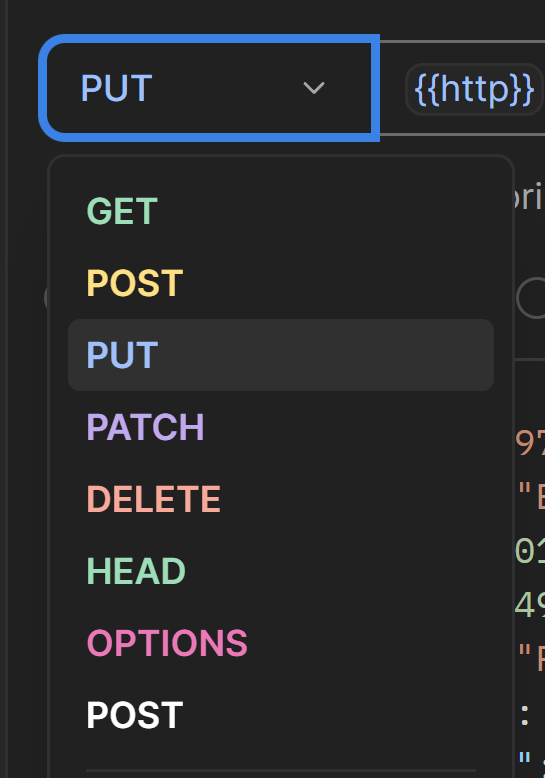 PUT {{http}}
GET
POST
PUT
PATCH
DELETE
HEAD
OPTIONS
POST